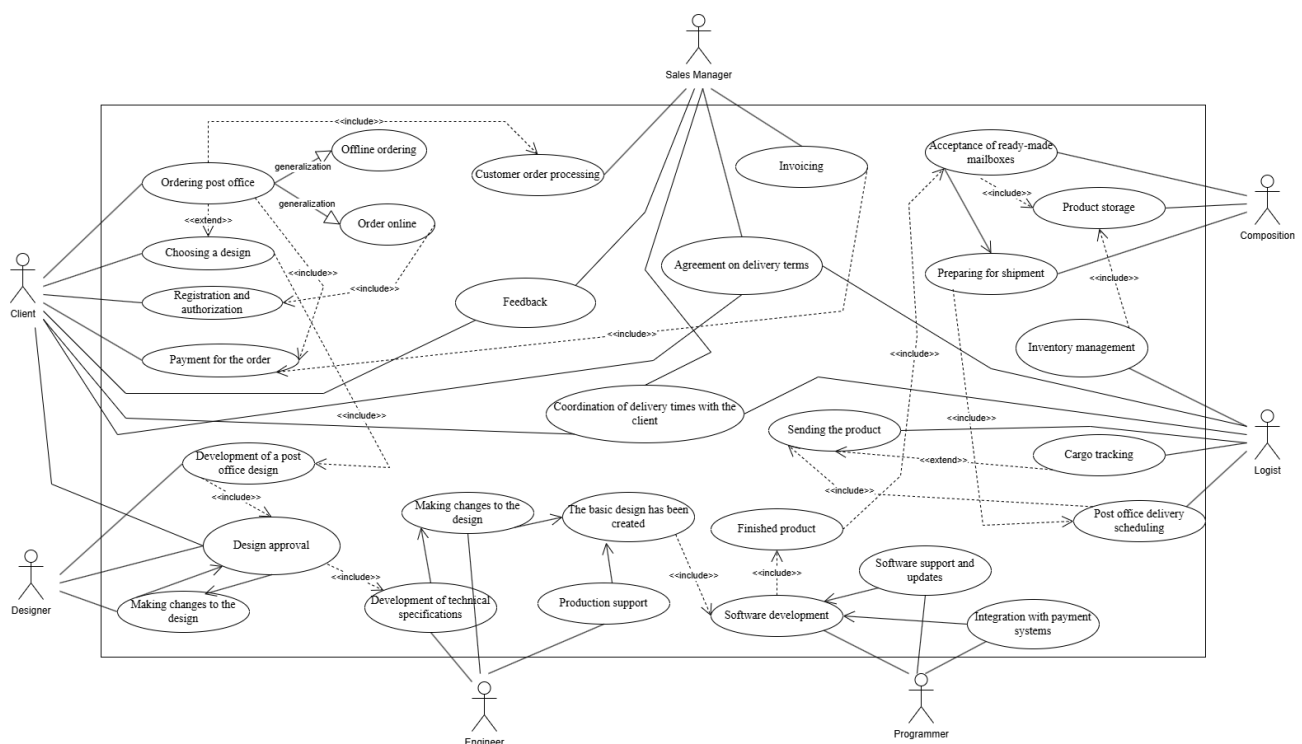 Sales Manager
<<include>>
Offline ordering
generalization
Customer order processing
Invoicing
Acceptance of ready-made
mailboxes
Ordering post office
<<include>>
Product storage
Composition
generalization
Order online
<<extend>>
Choosing a design
Agreement on delivery terms
Preparing for shipment
<<include>>
<<include>>
Registration and
authorization
Feedback
Client
<<include>>
<<include>>
<<include>>
Payment for the order
Inventory management
<<include>>
Coordination of delivery times with the
client
<<include>>
Sending the product
Development of a post
office design
<<extend>>
Cargo tracking
Logist
<<include>>
<<include>>
Making changes to the
design
The basic design has been
created
Finished product
Post office delivery
scheduling
Design approval
Software support and
updates
<<include>>
<<include>>
<<include>>
Designer
Making changes to the
design
Development of technical
specifications
Production support
Software development
Integration with payment
systems
Programmer
Engineer